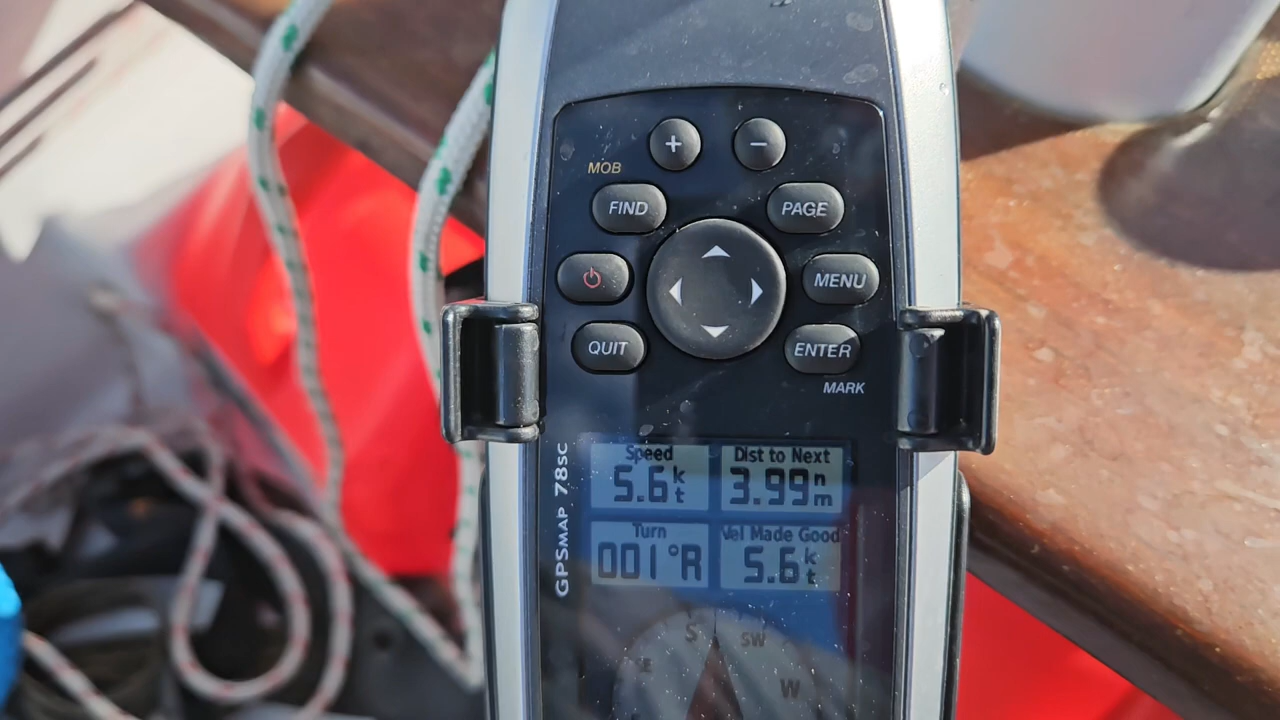 + −
MOB
FIND PAGE
MENU
QUIT ENTER
MARK
GPSMAP 78SC
Speed Dist to Next
5.6kt 3.99nm
Turn Vel Made Good
001°R 5.6kt
S SW
W